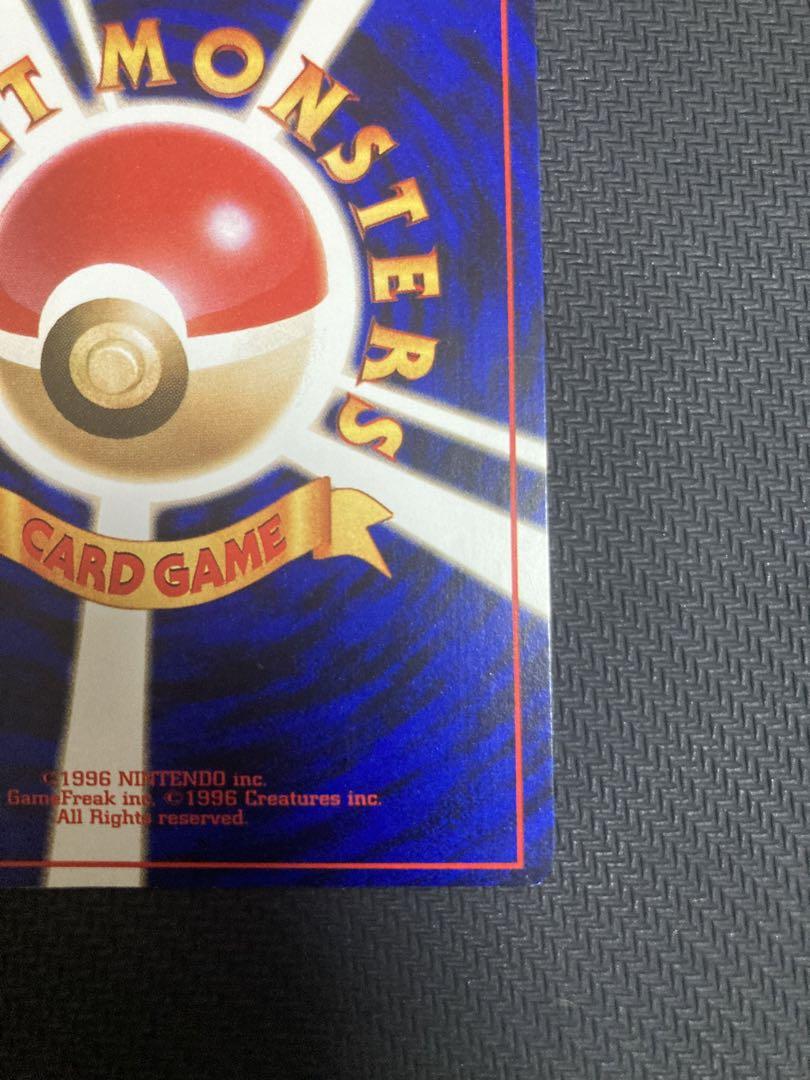 T MONSTERS
CARD GAME
©1996 NINTENDO inc.
GameFreak inc. ©1996 Creatures inc.
All Rights reserved.